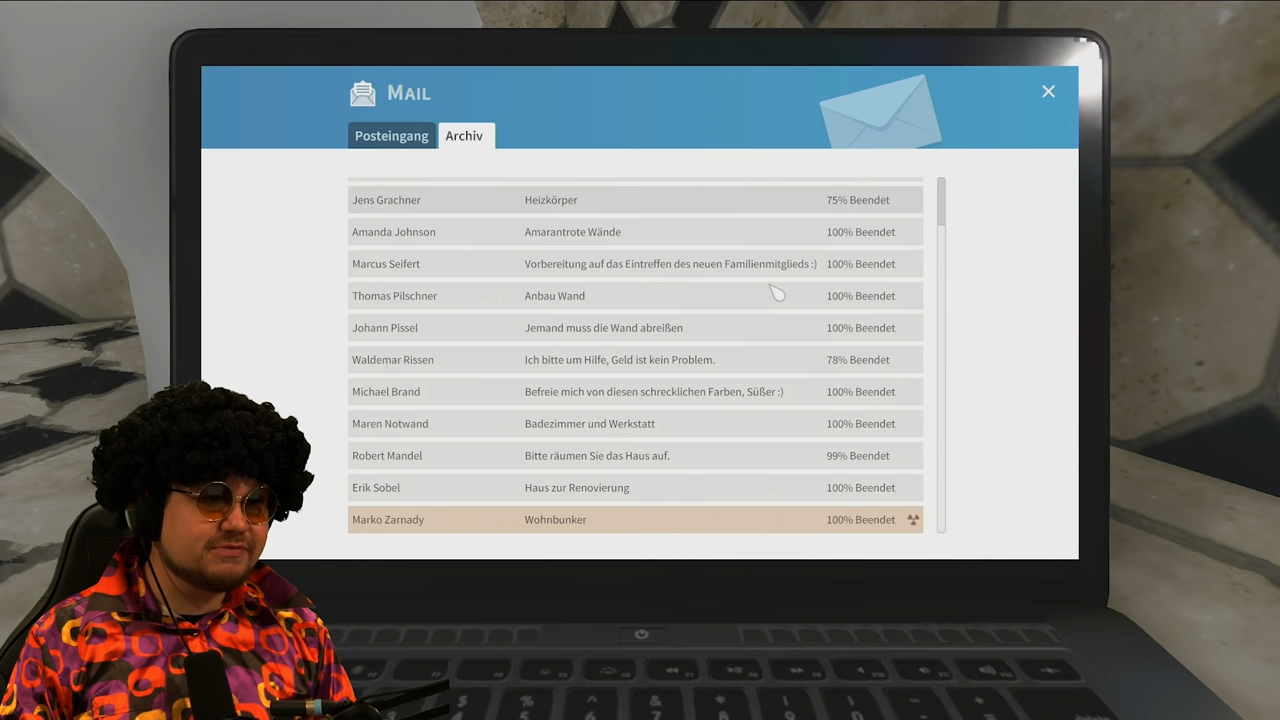 MAIL
Posteingang Archiv
Jens Grachner Heizkörper 75% Beendet
Amanda Johnson Amarantrote Wände 100% Beendet
Marcus Seifert Vorbereitung auf das Eintreffen des neuen Familienmitglieds :) 100% Beendet
Thomas Pilschner Anbau Wand 100% Beendet
Johann Pissel Jemand muss die Wand abreißen 100% Beendet
Waldemar Rissen Ich bitte um Hilfe, Geld ist kein Problem. 78% Beendet
Michael Brand Befreie mich von diesen schrecklichen Farben, Süßer :) 100% Beendet
Maren Notwand Badezimmer und Werkstatt 100% Beendet
Robert Mandel Bitte räumen Sie das Haus auf. 99% Beendet
Erik Sobel Haus zur Renovierung 100% Beendet
Marko Zarnady Wohnbunker 100% Beendet